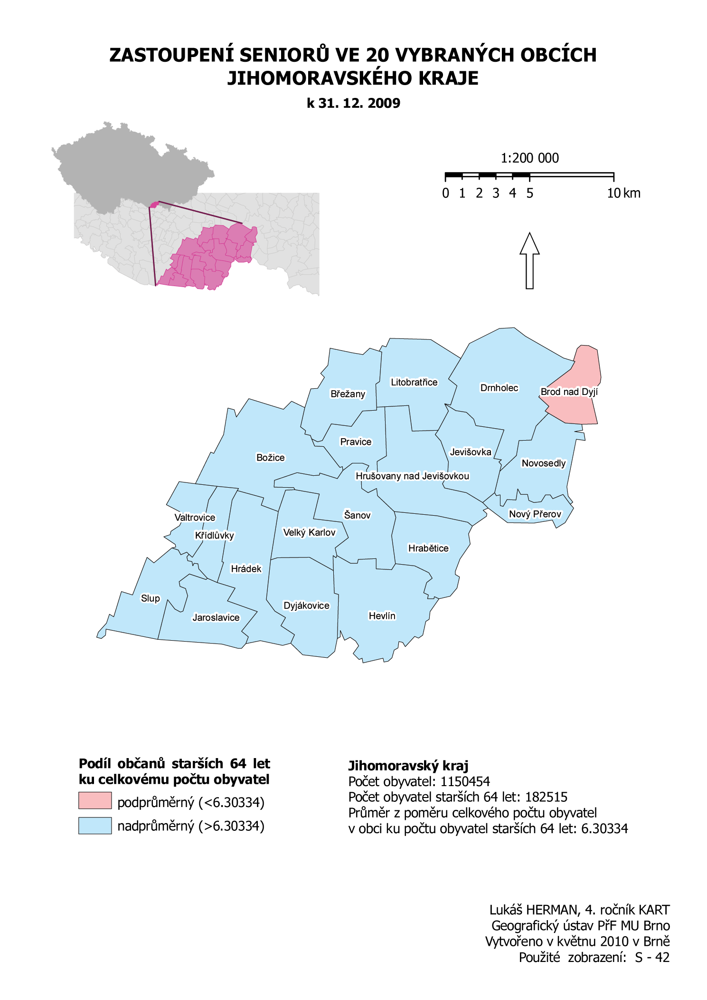 ZASTOUPENÍ SENIORŮ VE 20 VYBRANÝCH OBCÍCH
JIHOMORAVSKÉHO KRAJE
k 31. 12. 2009
1:200 000
0 1 2 3 4 5 10 km
Litobratřice
Drnholec
Brod nad Dyjí
Břežany
Pravice
Jevišovka
Božice
Novosedly
Hrušovany nad Jevišovkou
Nový Přerov
Šanov
Valtrovice
Velký Karlov
Křídlůvky
Hrabětice
Hrádek
Slup
Dyjákovice
Hevlín
Jaroslavice
Podíl občanů starších 64 let
ku celkovému počtu obyvatel
podprůměrný (<6.30334)
nadprůměrný (>6.30334)
Jihomoravský kraj
Počet obyvatel: 1150454
Počet obyvatel starších 64 let: 182515
Průměr z poměru celkového počtu obyvatel
v obci ku počtu obyvatel starších 64 let: 6.30334
Lukáš HERMAN, 4. ročník KART
Geografický ústav PřF MU Brno
Vytvořeno v květnu 2010 v Brně
Použité zobrazení: S - 42